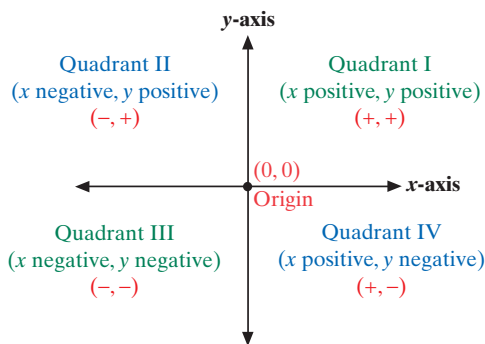 y-axis
Quadrant II
(x negative, y positive)
(−, +)
Quadrant I
(x positive, y positive)
(+, +)
(0, 0)
x-axis
Origin
Quadrant III
(x negative, y negative)
(−, −)
Quadrant IV
(x positive, y negative)
(+, −)